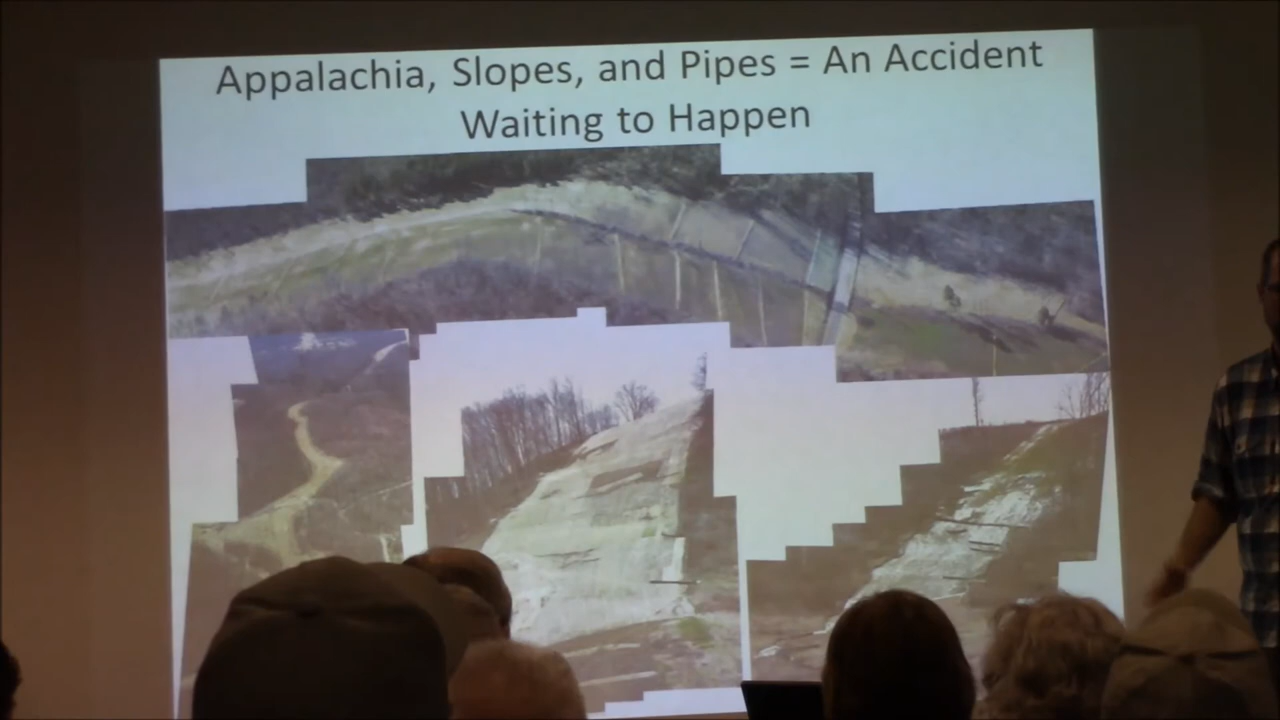 Appalachia, Slopes, and Pipes = An Accident
Waiting to Happen